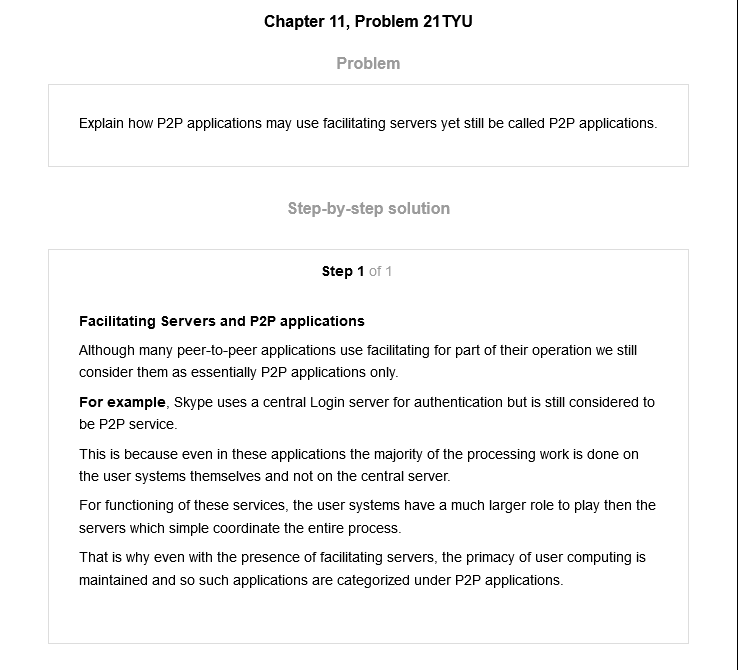 Chapter 11, Problem 21TYU
Problem
Explain how P2P applications may use facilitating servers yet still be called P2P applications.
Step-by-step solution
Step 1 of 1
Facilitating Servers and P2P applications
Although many peer-to-peer applications use facilitating for part of their operation we still
consider them as essentially P2P applications only.
For example, Skype uses a central Login server for authentication but is still considered to
be P2P service.
This is because even in these applications the majority of the processing work is done on
the user systems themselves and not on the central server.
For functioning of these services, the user systems have a much larger role to play then the
servers which simple coordinate the entire process.
That is why even with the presence of facilitating servers, the primacy of user computing is
maintained and so such applications are categorized under P2P applications.